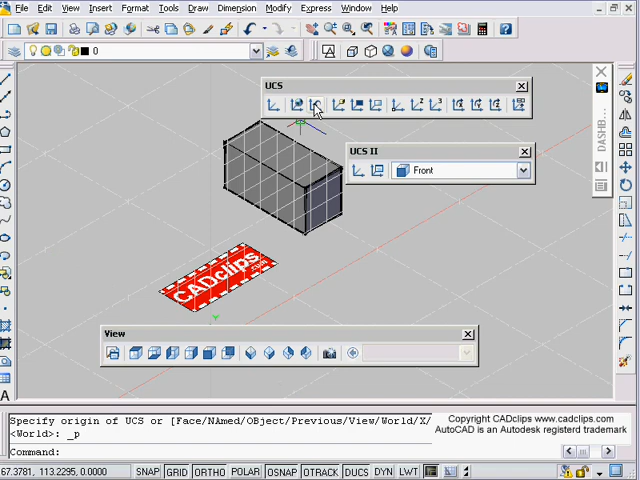 File Edit View Insert Format Tools Draw Dimension Modify Express Window Help
0
UCS
UCS II
Front
CADclips
View
DASHB..
A
Specify origin of UCS or [Face/NAmed/OBject/Previous/View/World/X/
<World>: _p
Command:
Copyright CADclips www.cadclips.com
AutoCAD is an Autodesk registerd trademark
67.3781, 113.2295, 0.0000 SNAP GRID ORTHO POLAR OSNAP OTRACK DUCS DYN LWT